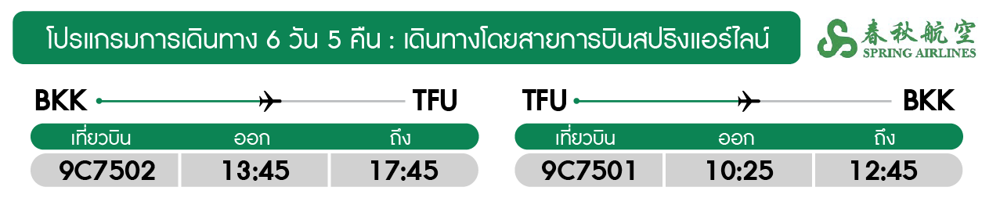 โปรแกรมการเดินทาง 6 วัน 5 คืน : เดินทางโดยสายการบินสปริงแอร์ไลน์
春秋航空
SPRING AIRLINES
BKK TFU
เที่ยวบิน ออก ถึง
9C7502 13:45 17:45
TFU BKK
เที่ยวบิน ออก ถึง
9C7501 10:25 12:45